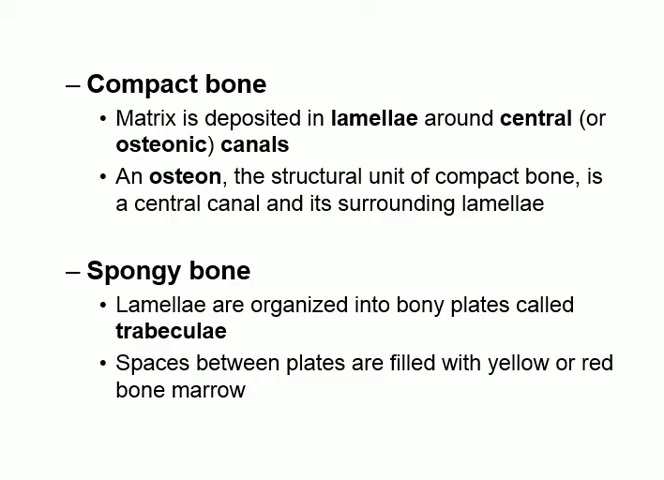 – Compact bone
• Matrix is deposited in lamellae around central (or
osteonic) canals
• An osteon, the structural unit of compact bone, is
a central canal and its surrounding lamellae
– Spongy bone
• Lamellae are organized into bony plates called
trabeculae
• Spaces between plates are filled with yellow or red
bone marrow